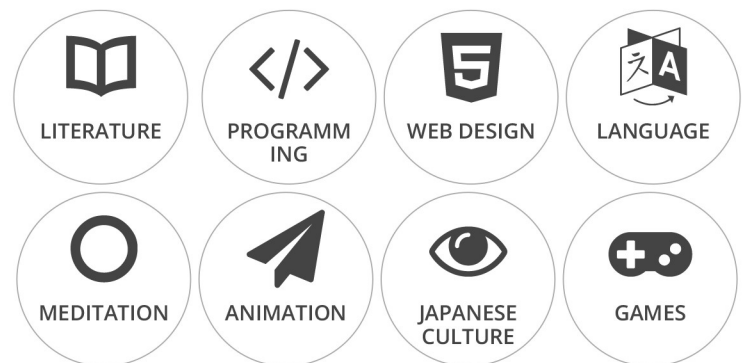 LITERATURE
PROGRAMM
ING
WEB DESIGN
LANGUAGE
MEDITATION
ANIMATION
JAPANESE
CULTURE
GAMES